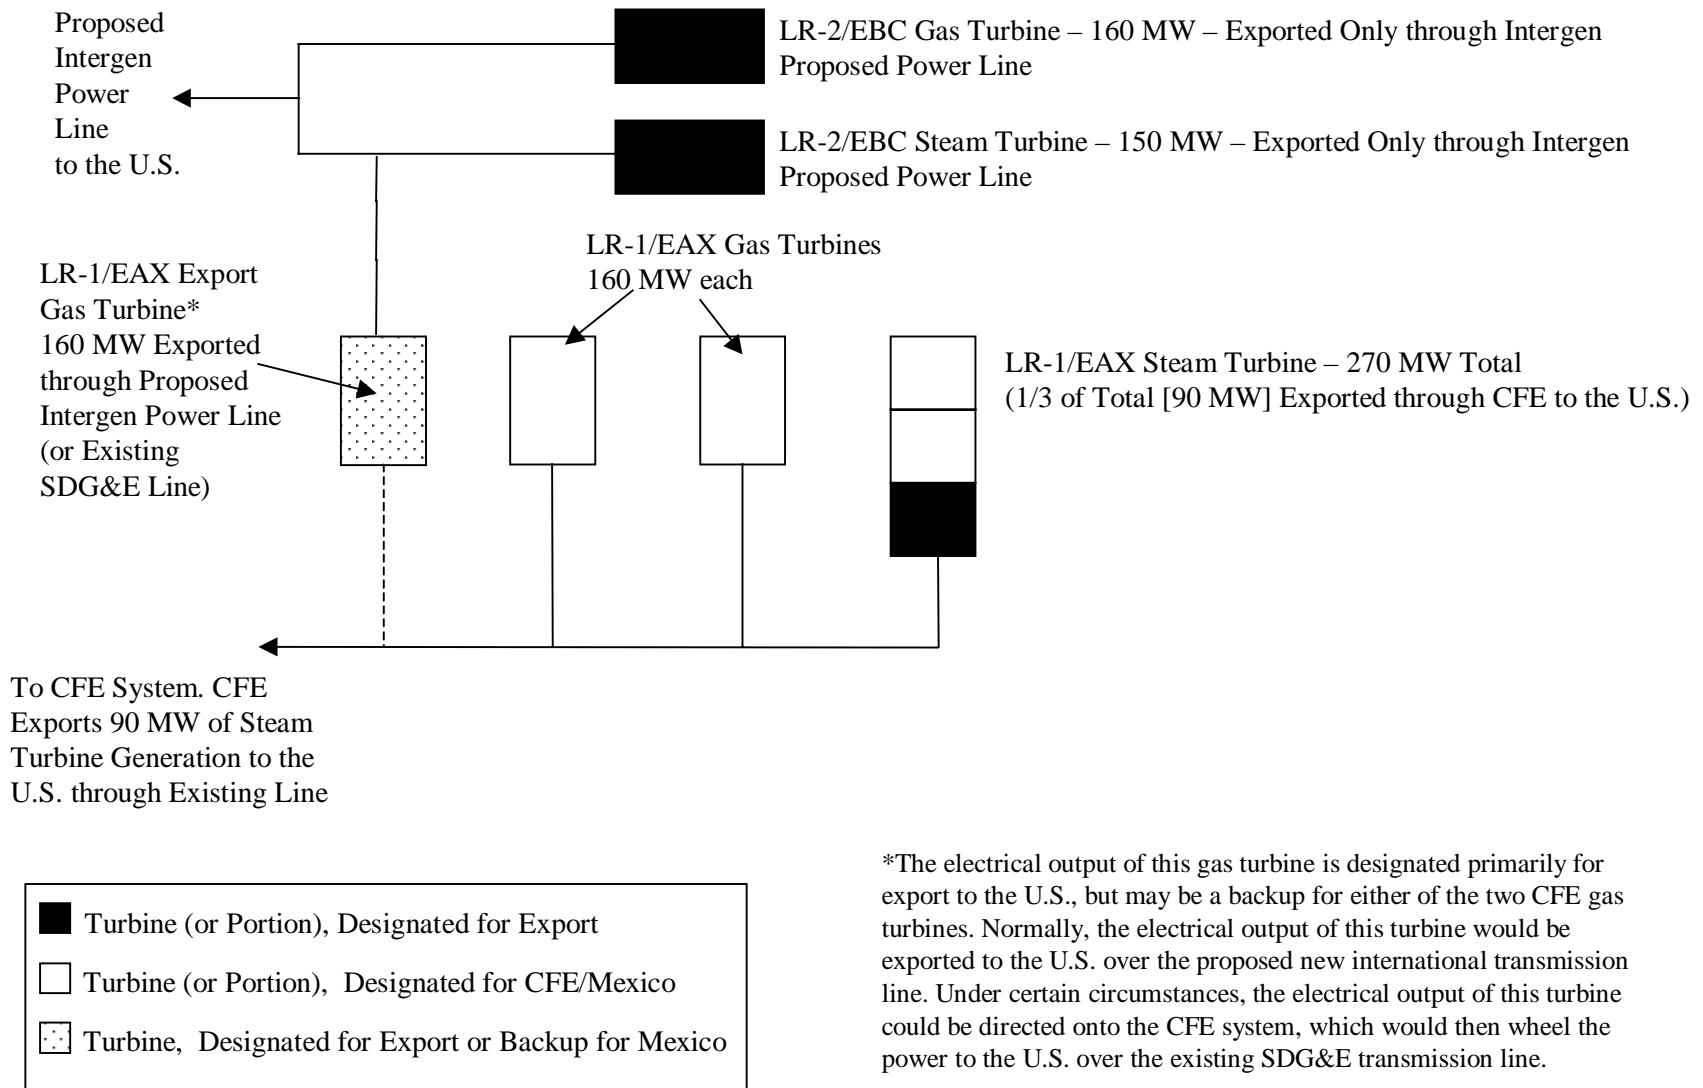 Proposed
Intergen
Power
Line
to the U.S.
LR-2/EBC Gas Turbine – 160 MW – Exported Only through Intergen
Proposed Power Line
LR-2/EBC Steam Turbine – 150 MW – Exported Only through Intergen
Proposed Power Line
LR-1/EAX Export
Gas Turbine*
160 MW Exported
through Proposed
Intergen Power Line
(or Existing
SDG&E Line)
LR-1/EAX Gas Turbines
160 MW each
LR-1/EAX Steam Turbine – 270 MW Total
(1/3 of Total [90 MW] Exported through CFE to the U.S.)
To CFE System. CFE
Exports 90 MW of Steam
Turbine Generation to the
U.S. through Existing Line
Turbine (or Portion), Designated for Export
Turbine (or Portion), Designated for CFE/Mexico
Turbine, Designated for Export or Backup for Mexico
*The electrical output of this gas turbine is designated primarily for
export to the U.S., but may be a backup for either of the two CFE gas
turbines. Normally, the electrical output of this turbine would be
exported to the U.S. over the proposed new international transmission
line. Under certain circumstances, the electrical output of this turbine
could be directed onto the CFE system, which would then wheel the
power to the U.S. over the existing SDG&E transmission line.